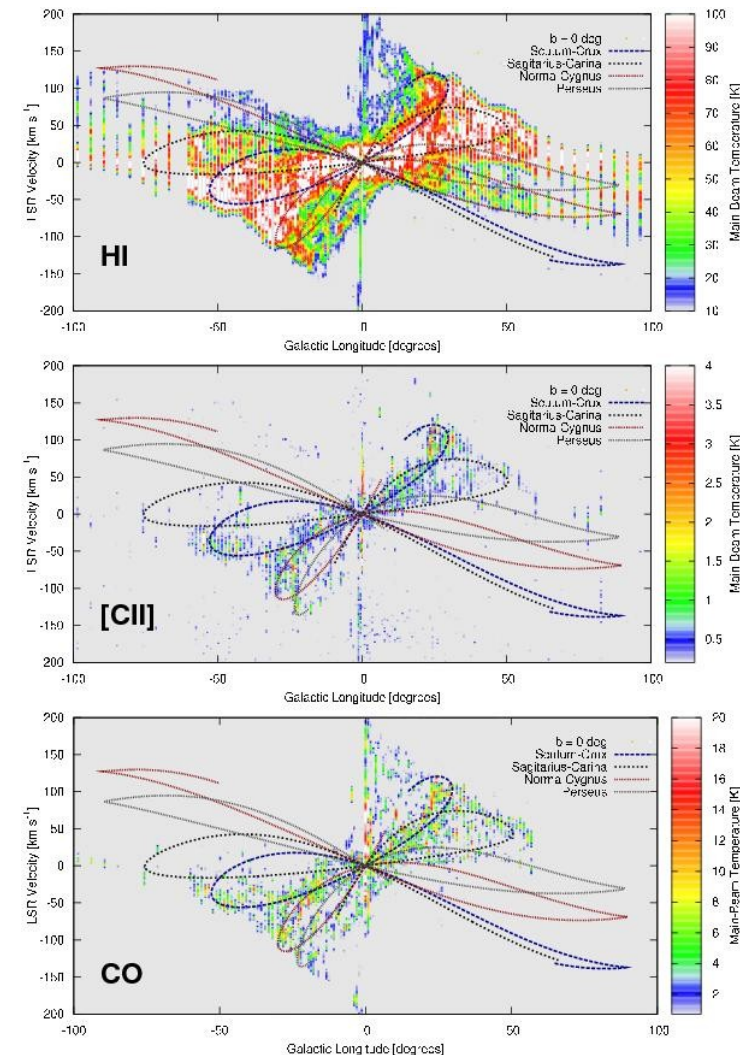 200
150
100
50
0
-50
-100
-150
-200
LSR Velocity [km s⁻¹]
b = 0 deg
Scutum-Crux
Sagitarius-Carina
Norma Cygnus
Perseus
HI
-100
-50
0
50
100
Galactic Longitude [degrees]
100
90
80
70
60
50
40
30
20
10
Main Beam Temperature [K]
200
150
100
50
0
-50
-100
-150
200
LSR Velocity [km s⁻¹]
b = 0 deg
Scutum-Crux
Sagitarius-Carina
Norma Cygnus
Perseus
[CII]
-100
-50
0
50
100
Galactic Longitude [degrees]
4
3.5
3
2.5
2
1.5
1
0.5
Main Beam Temperature [K]
200
150
100
50
0
-50
-100
-150
-200
LSR Velocity [km s⁻¹]
b = 0 deg
Scutum-Crux
Sagitarius-Carina
Norma Cygnus
Perseus
CO
-100
-50
0
50
100
Galactic Longitude [degrees]
20
18
16
14
12
10
8
6
4
2
Main-Beam Temperature [K]